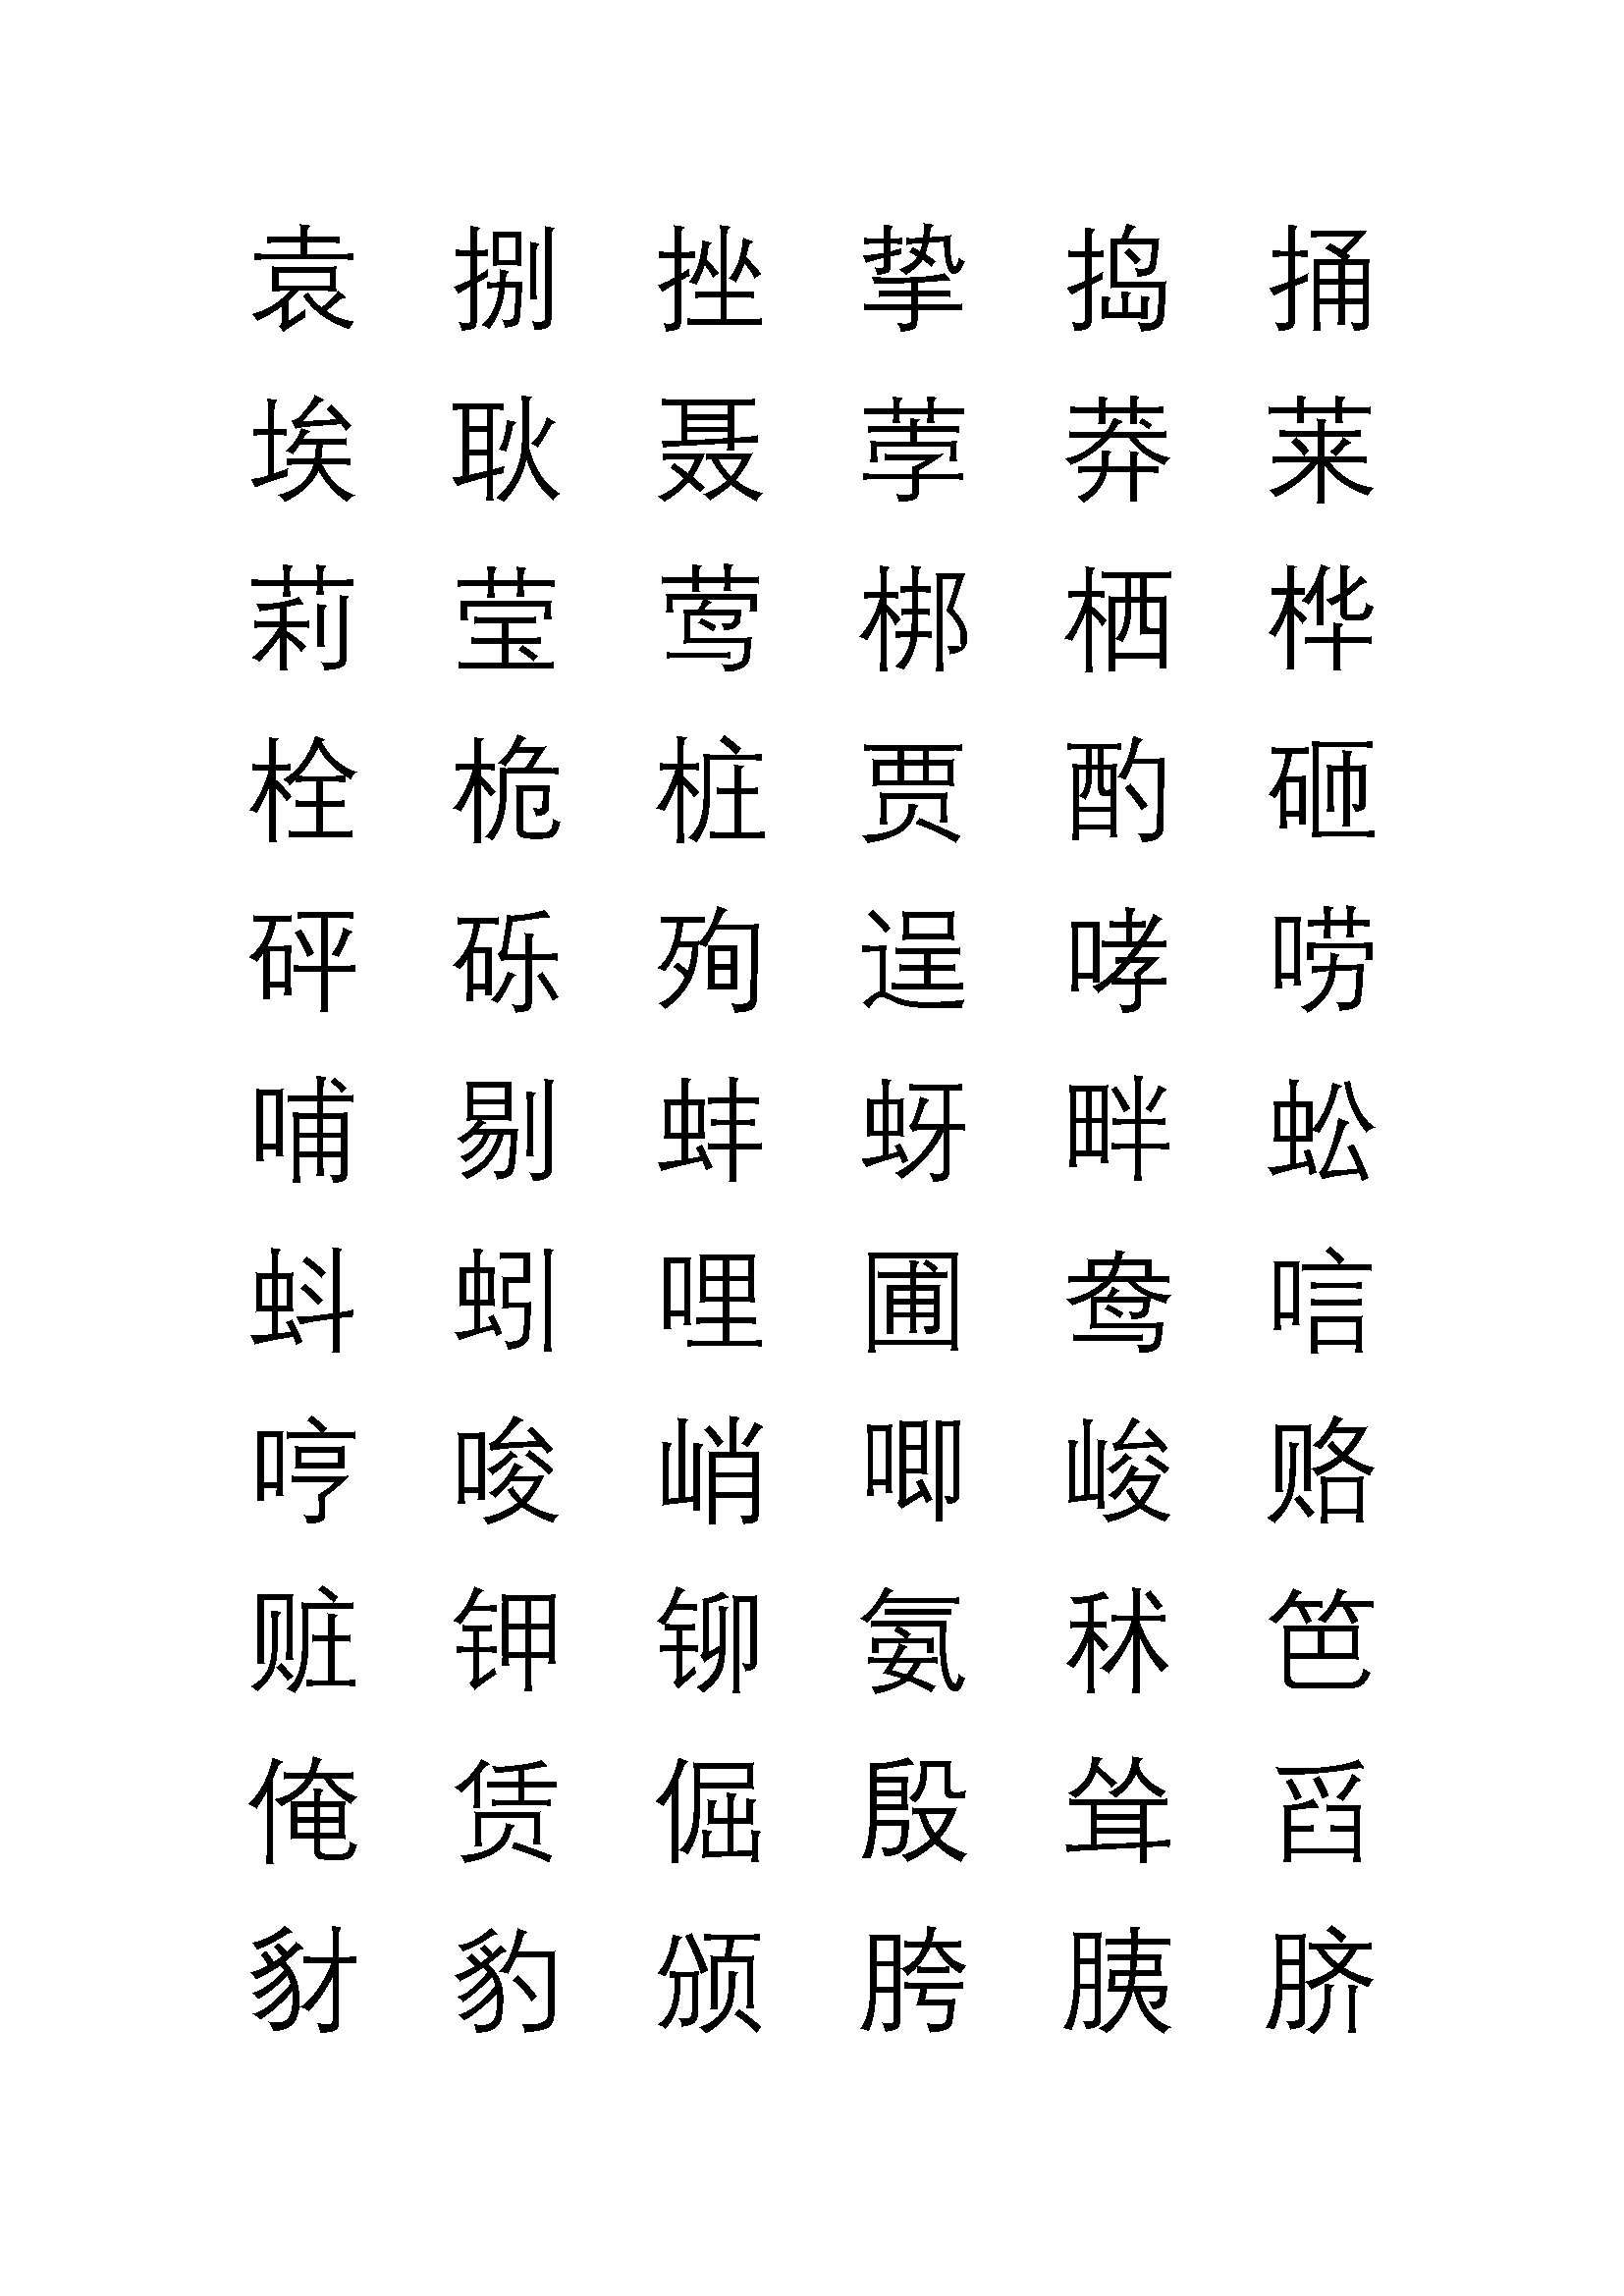 袁 捌 挫 挚 捣 捅
埃 耿 聂 荸 莽 莱
莉 莹 莺 梆 栖 桦
栓 桅 桩 贾 酌 砸
砰 砾 殉 逞 哮 唠
哺 剔 蚌 蚜 畔 蚣
蚪 蚓 哩 圃 鸯 唁
哼 唆 峭 唧 峻 赂
赃 钾 铆 氨 秫 笆
俺 赁 倔 殷 耸 舀
豺 豹 颁 胯 胰 脐